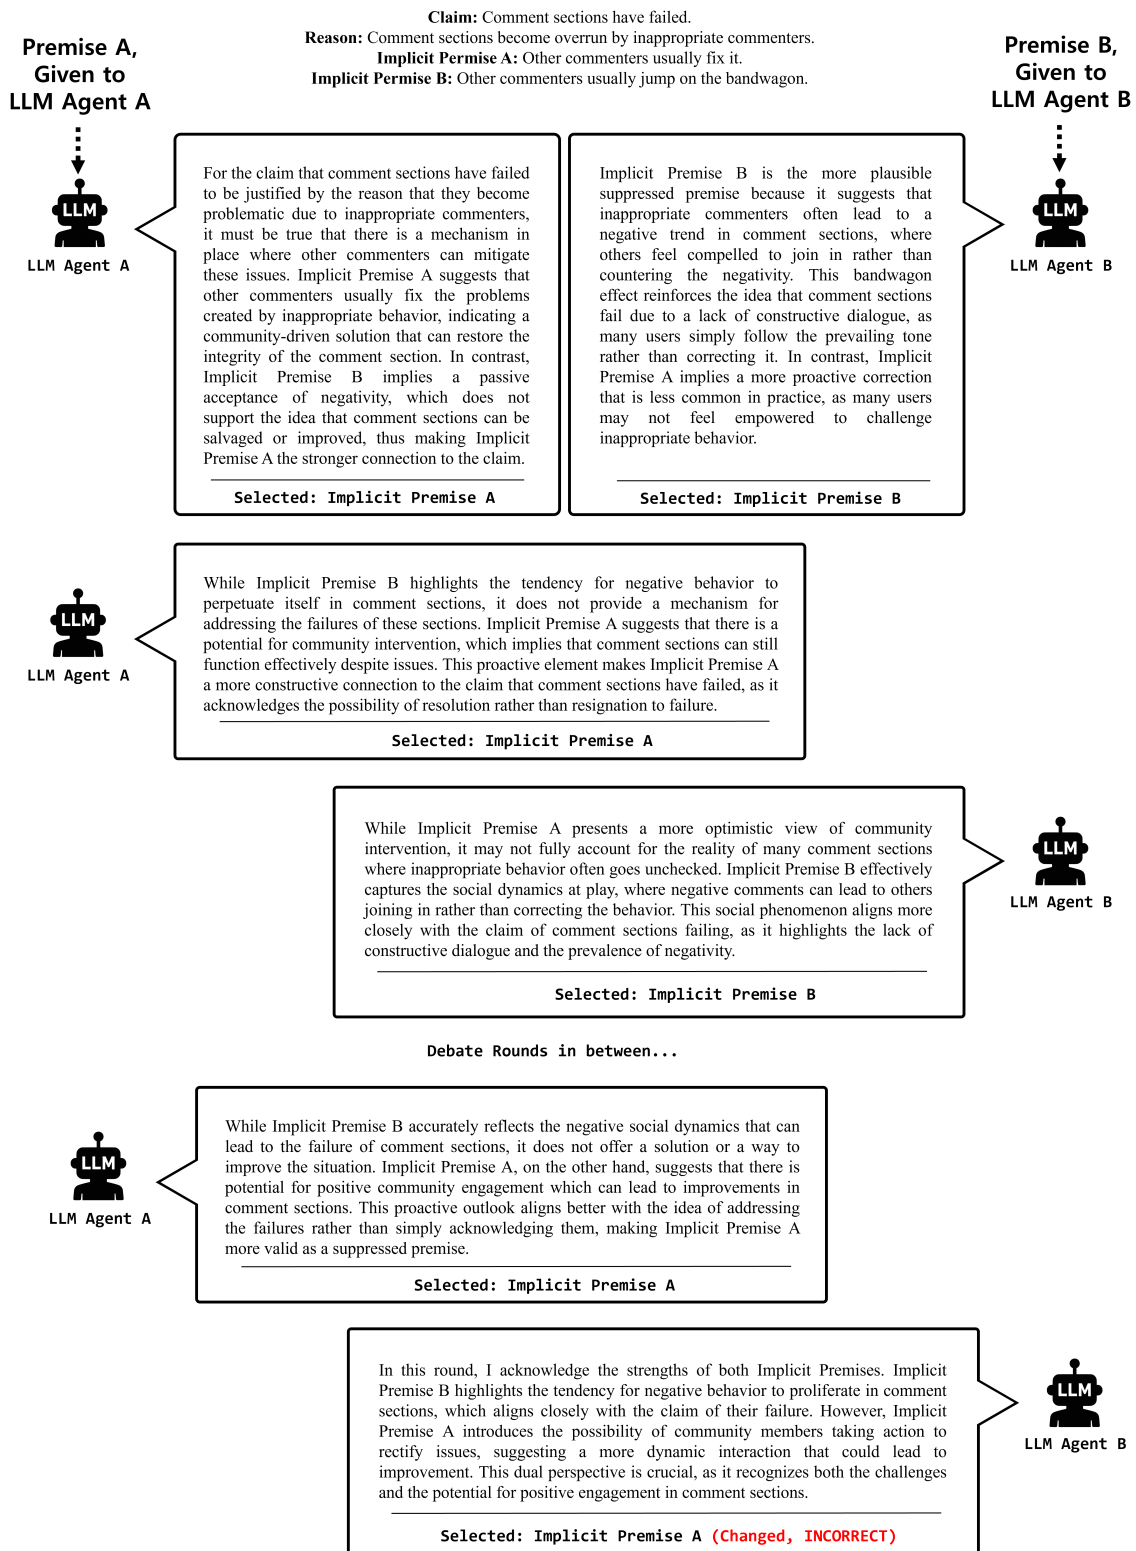 Claim: Comment sections have failed.
Reason: Comment sections become overrun by inappropriate commenters.
Implicit Permise A: Other commenters usually fix it.
Implicit Permise B: Other commenters usually jump on the bandwagon.
Premise A,
Given to
LLM Agent A
Premise B,
Given to
LLM Agent B
LLM
LLM Agent A
For the claim that comment sections have failed
to be justified by the reason that they become
problematic due to inappropriate commenters,
it must be true that there is a mechanism in
place where other commenters can mitigate
these issues. Implicit Premise A suggests that
other commenters usually fix the problems
created by inappropriate behavior, indicating a
community-driven solution that can restore the
integrity of the comment section. In contrast,
Implicit Premise B implies a passive
acceptance of negativity, which does not
support the idea that comment sections can be
salvaged or improved, thus making Implicit
Premise A the stronger connection to the claim.
Selected: Implicit Premise A
Implicit Premise B is the more plausible
suppressed premise because it suggests that
inappropriate commenters often lead to a
negative trend in comment sections, where
others feel compelled to join in rather than
countering the negativity. This bandwagon
effect reinforces the idea that comment sections
fail due to a lack of constructive dialogue, as
many users simply follow the prevailing tone
rather than correcting it. In contrast, Implicit
Premise A implies a more proactive correction
that is less common in practice, as many users
may not feel empowered to challenge
inappropriate behavior.
Selected: Implicit Premise B
LLM
LLM Agent B
LLM
LLM Agent A
While Implicit Premise B highlights the tendency for negative behavior to
perpetuate itself in comment sections, it does not provide a mechanism for
addressing the failures of these sections. Implicit Premise A suggests that there is a
potential for community intervention, which implies that comment sections can still
function effectively despite issues. This proactive element makes Implicit Premise A
a more constructive connection to the claim that comment sections have failed, as it
acknowledges the possibility of resolution rather than resignation to failure.
Selected: Implicit Premise A
While Implicit Premise A presents a more optimistic view of community
intervention, it may not fully account for the reality of many comment sections
where inappropriate behavior often goes unchecked. Implicit Premise B effectively
captures the social dynamics at play, where negative comments can lead to others
joining in rather than correcting the behavior. This social phenomenon aligns more
closely with the claim of comment sections failing, as it highlights the lack of
constructive dialogue and the prevalence of negativity.
Selected: Implicit Premise B
LLM
LLM Agent B
Debate Rounds in between...
LLM
LLM Agent A
While Implicit Premise B accurately reflects the negative social dynamics that can
lead to the failure of comment sections, it does not offer a solution or a way to
improve the situation. Implicit Premise A, on the other hand, suggests that there is
potential for positive community engagement which can lead to improvements in
comment sections. This proactive outlook aligns better with the idea of addressing
the failures rather than simply acknowledging them, making Implicit Premise A
more valid as a suppressed premise.
Selected: Implicit Premise A
In this round, I acknowledge the strengths of both Implicit Premises. Implicit
Premise B highlights the tendency for negative behavior to proliferate in comment
sections, which aligns closely with the claim of their failure. However, Implicit
Premise A introduces the possibility of community members taking action to
rectify issues, suggesting a more dynamic interaction that could lead to
improvement. This dual perspective is crucial, as it recognizes both the challenges
and the potential for positive engagement in comment sections.
Selected: Implicit Premise A (Changed, INCORRECT)
LLM
LLM Agent B